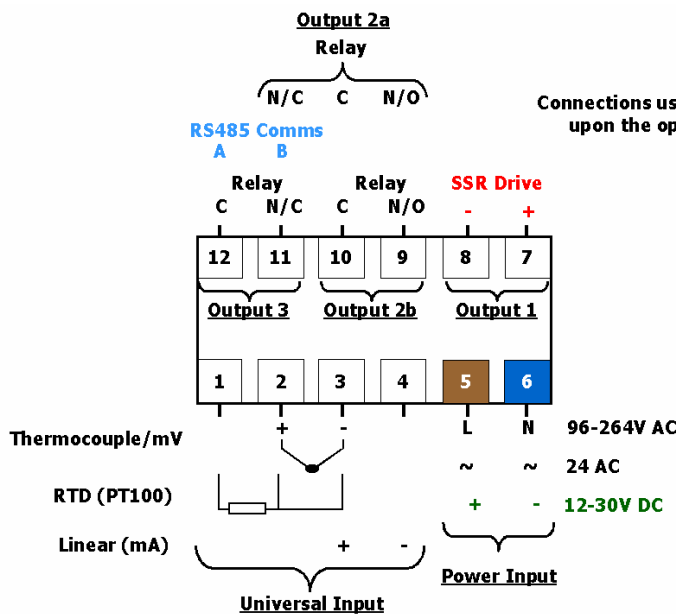 Output 2a
Relay
N/C C N/O
Connections us
upon the op
RS485 Comms
A B
Relay Relay SSR Drive
C N/C C N/O - +
12 11 10 9 8 7
Output 3 Output 2b Output 1
1 2 3 4 5 6
Thermocouple/mV + - L N 96-264V AC
~ ~ 24 AC
RTD (PT100) + - 12-30V DC
Linear (mA) + -
Universal Input Power Input